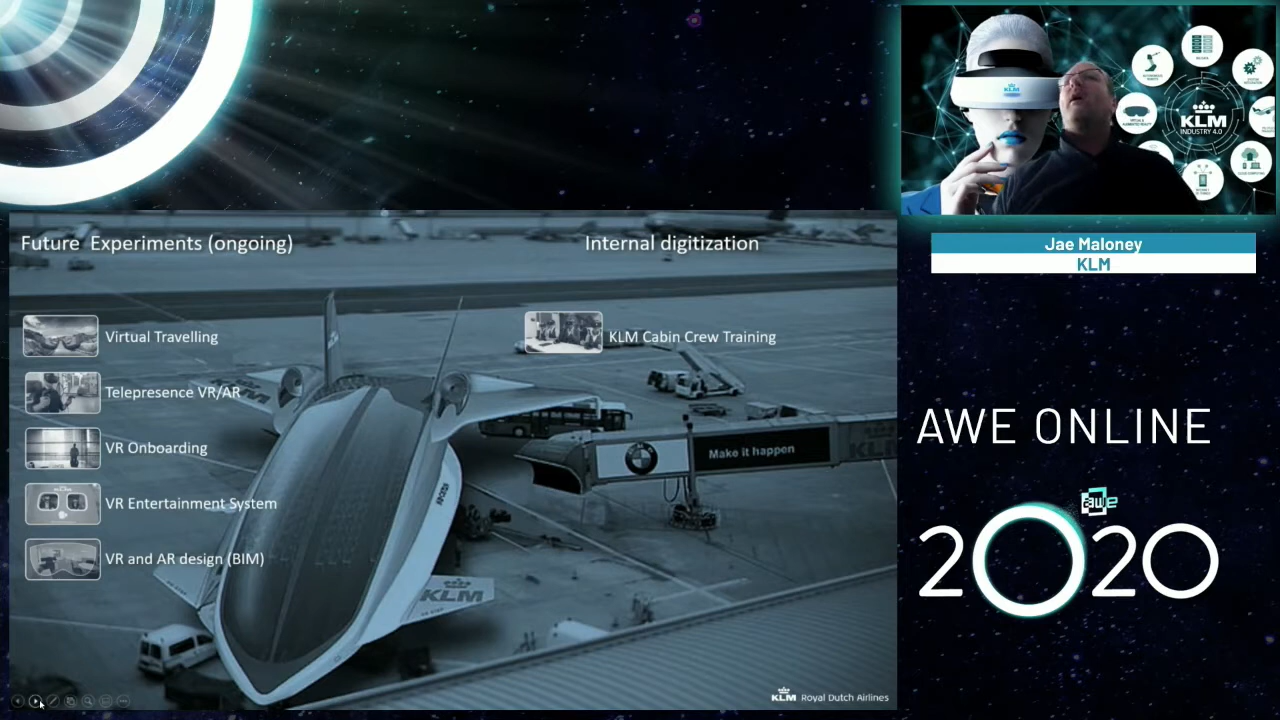 Future Experiments (ongoing)
Internal digitization
Virtual Travelling
KLM Cabin Crew Training
Telepresence VR/AR
VR Onboarding
VR Entertainment System
VR and AR design (BIM)
Make it happen
KLM
KLM Royal Dutch Airlines
KLM
KLM
INDUSTRY 4.0
Jae Maloney
KLM
AWE ONLINE
awe
2020